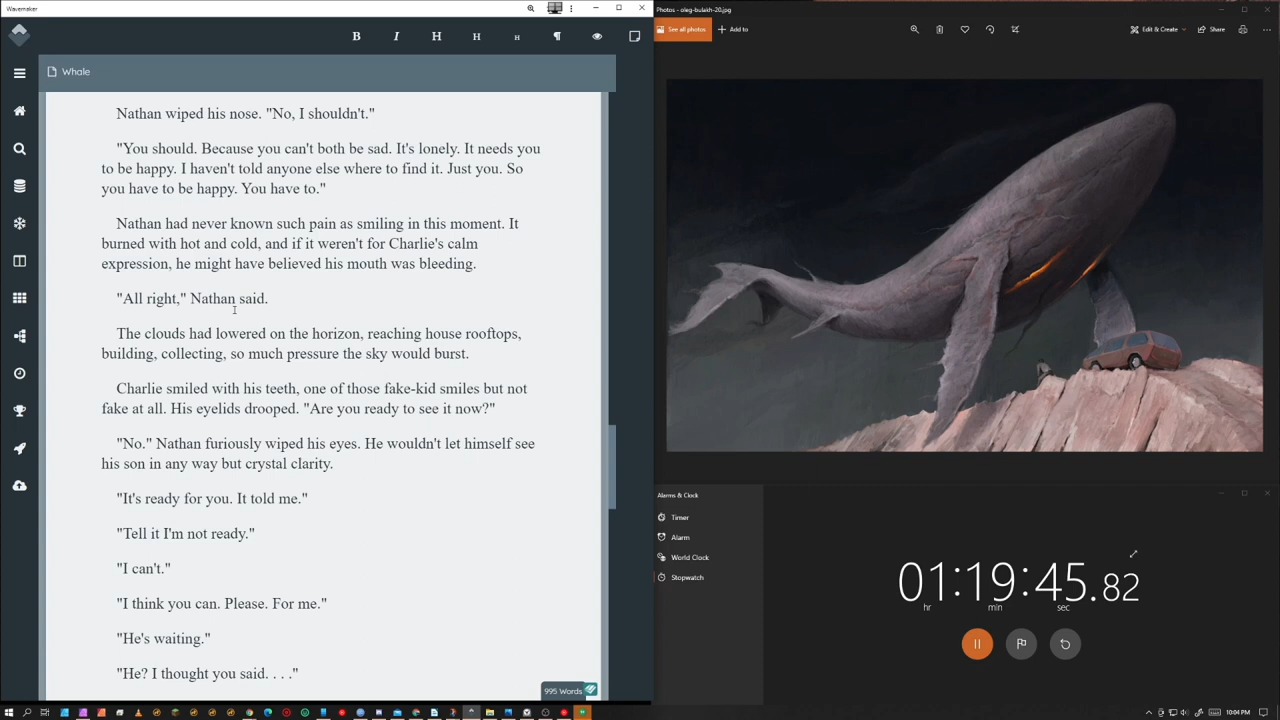 Wavemaker
B I H H H
Whale
Nathan wiped his nose. "No, I shouldn't."
"You should. Because you can't both be sad. It's lonely. It needs you
to be happy. I haven't told anyone else where to find it. Just you. So
you have to be happy. You have to."
Nathan had never known such pain as smiling in this moment. It
burned with hot and cold, and if it weren't for Charlie's calm
expression, he might have believed his mouth was bleeding.
"All right," Nathan said.
The clouds had lowered on the horizon, reaching house rooftops,
building, collecting, so much pressure the sky would burst.
Charlie smiled with his teeth, one of those fake-kid smiles but not
fake at all. His eyelids drooped. "Are you ready to see it now?"
"No." Nathan furiously wiped his eyes. He wouldn't let himself see
his son in any way but crystal clarity.
"It's ready for you. It told me."
"Tell it I'm not ready."
"I can't."
"I think you can. Please. For me."
"He's waiting."
"He? I thought you said. . . ."
995 Words
Photos - oleg-bulakh-20.jpg
See all photos
Add to
Edit & Create
Share
Alarms & Clock
Timer
Alarm
World Clock
Stopwatch
01:19:45.82
hr min sec
10:04 PM